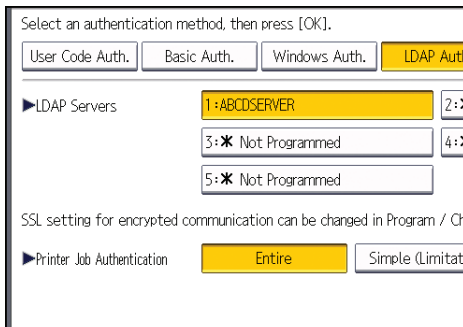 Select an authentication method, then press [OK].
User Code Auth. Basic Auth. Windows Auth. LDAP Aut
►LDAP Servers 1:ABCDSERVER 2:
3:✱ Not Programmed 4:
5:✱ Not Programmed
SSL setting for encrypted communication can be changed in Program / Ch
►Printer Job Authentication Entire Simple (Limitat